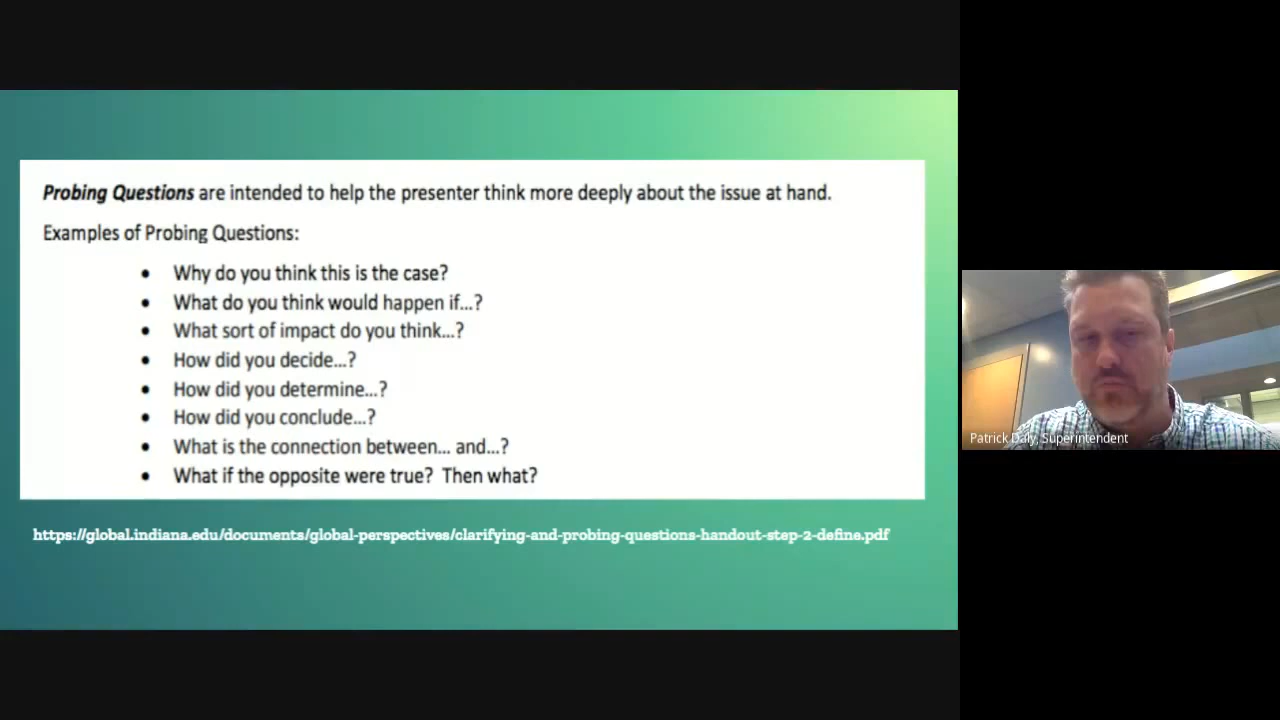 Probing Questions are intended to help the presenter think more deeply about the issue at hand.
Examples of Probing Questions:
• Why do you think this is the case?
• What do you think would happen if...?
• What sort of impact do you think...?
• How did you decide...?
• How did you determine...?
• How did you conclude...?
• What is the connection between... and...?
• What if the opposite were true?  Then what?
https://global.indiana.edu/documents/global-perspectives/clarifying-and-probing-questions-handout-step-2-define.pdf
Patrick Daly, Superintendent